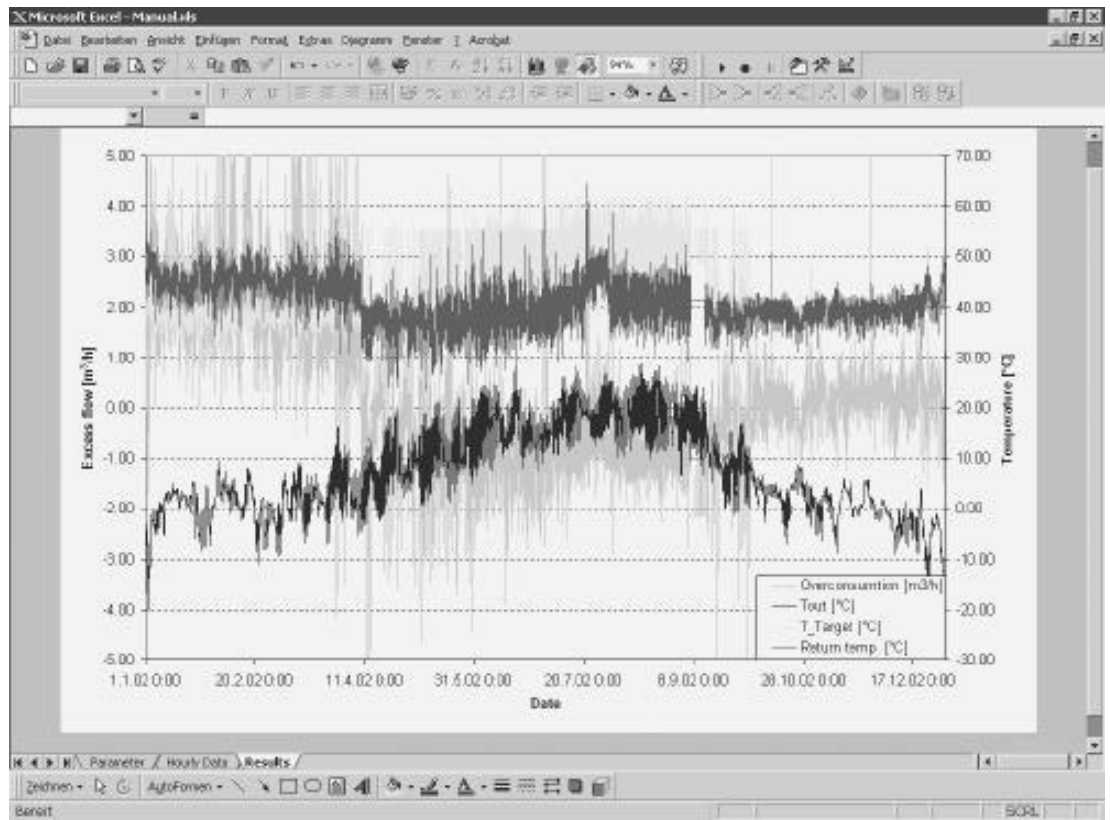 Microsoft Excel - Manual.xls
Datei Bearbeiten Ansicht Einfügen Format Extras Diagramm Fenster ? Acrobat
94%
5.00 70.00
4.00 60.00
3.00 50.00
2.00 40.00
1.00 30.00
0.00 20.00
-1.00 10.00
-2.00 0.00
-3.00 -10.00
-4.00 -20.00
-5.00 -30.00
Excess flow [m³/h]
Temperature [°C]
Overconsumtion [m3/h]
Tout [°C]
T_Target [°C]
Return temp. [°C]
1.1.02 0:00 20.2.02 0:00 11.4.02 0:00 31.5.02 0:00 20.7.02 0:00 8.9.02 0:00 28.10.02 0:00 17.12.02 0:00
Date
Parameter Hourly Data Results
Zeichnen AutoFormen
Bereit SCRL